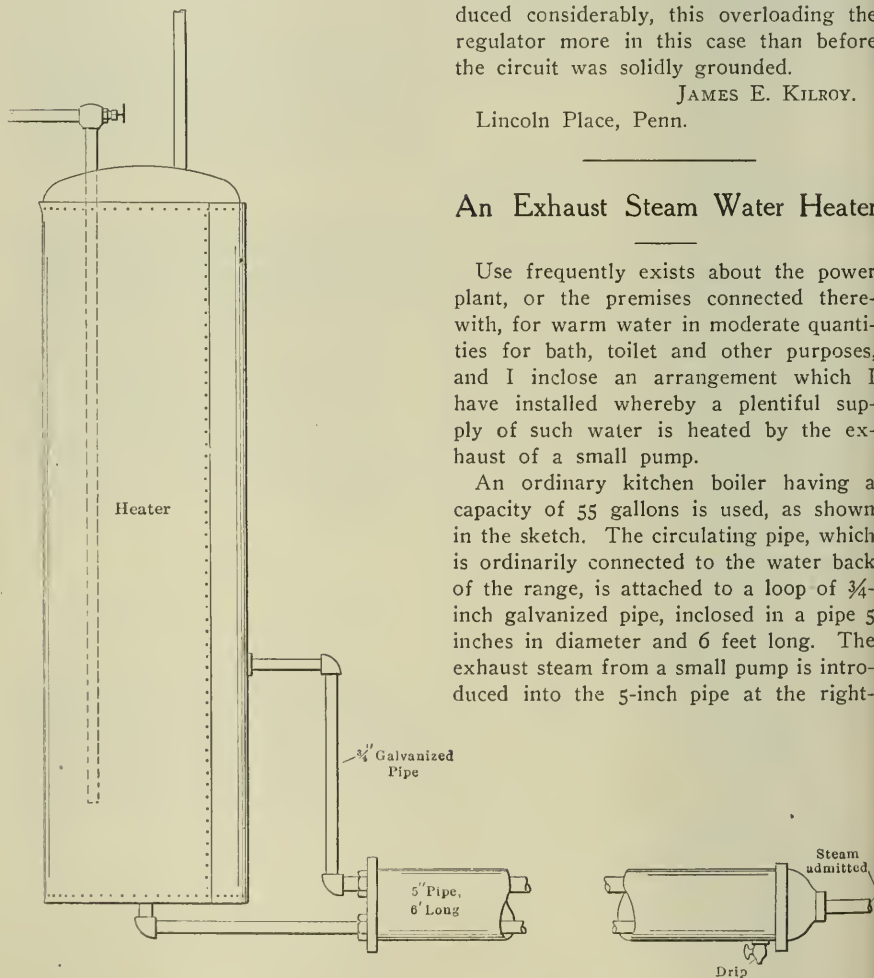 duced considerably, this overloading the
regulator more in this case than before
the circuit was solidly grounded.
JAMES E. KILROY.
Lincoln Place, Penn.
An Exhaust Steam Water Heater
Use frequently exists about the power
plant, or the premises connected there-
with, for warm water in moderate quanti-
ties for bath, toilet and other purposes,
and I inclose an arrangement which I
have installed whereby a plentiful sup-
ply of such water is heated by the ex-
haust of a small pump.
An ordinary kitchen boiler having a
capacity of 55 gallons is used, as shown
in the sketch. The circulating pipe, which
is ordinarily connected to the water back
of the range, is attached to a loop of ¾-
inch galvanized pipe, inclosed in a pipe 5
inches in diameter and 6 feet long. The
exhaust steam from a small pump is intro-
duced into the 5-inch pipe at the right-
Heater
¾" Galvanized
Pipe
5" Pipe,
6' Long
Steam
admitted
Drip